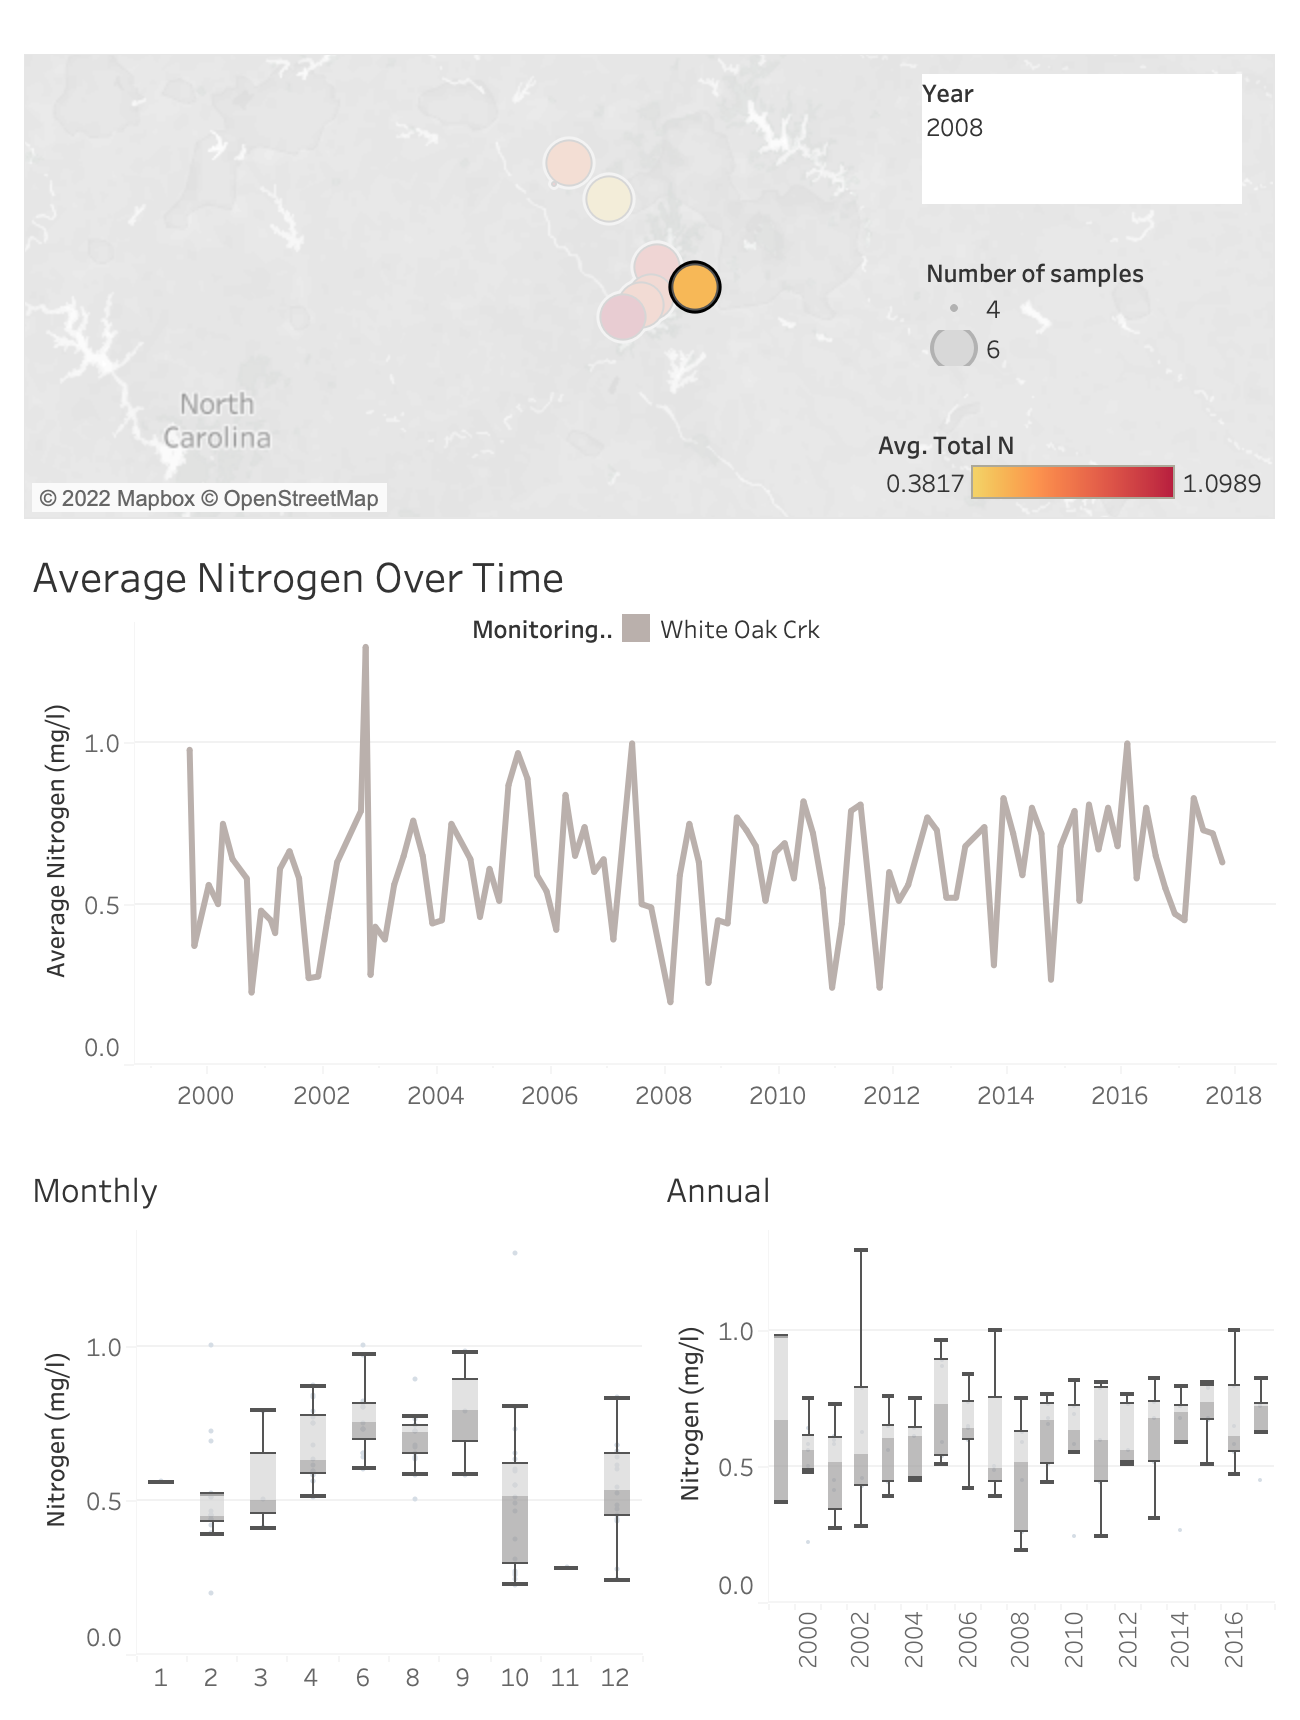 Year
2008
Number of samples
4
6
North
Carolina
Avg. Total N
0.3817 1.0989
© 2022 Mapbox © OpenStreetMap
Average Nitrogen Over Time
Monitoring.. White Oak Crk
Average Nitrogen (mg/l)
1.0
0.5
0.0
2000 2002 2004 2006 2008 2010 2012 2014 2016 2018
Monthly
Nitrogen (mg/l)
1.0
0.5
0.0
1 2 3 4 6 8 9 10 11 12
Annual
Nitrogen (mg/l)
1.0
0.5
0.0
2000 2002 2004 2006 2008 2010 2012 2014 2016